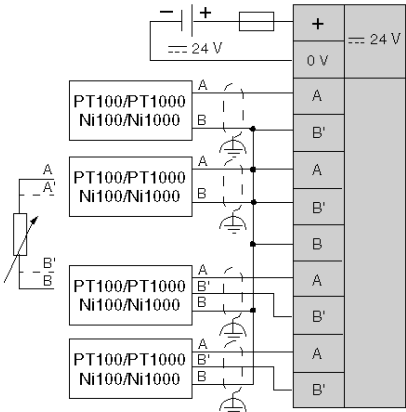 − + +
⎓ 24 V
⎓ 24 V
0 V
PT100/PT1000
Ni100/Ni1000
A
B
A
B'
PT100/PT1000
Ni100/Ni1000
A
B
A
B'
A
A'
B'
B
B
PT100/PT1000
Ni100/Ni1000
A
B'
B
A
B'
PT100/PT1000
Ni100/Ni1000
A
B'
B
A
B'